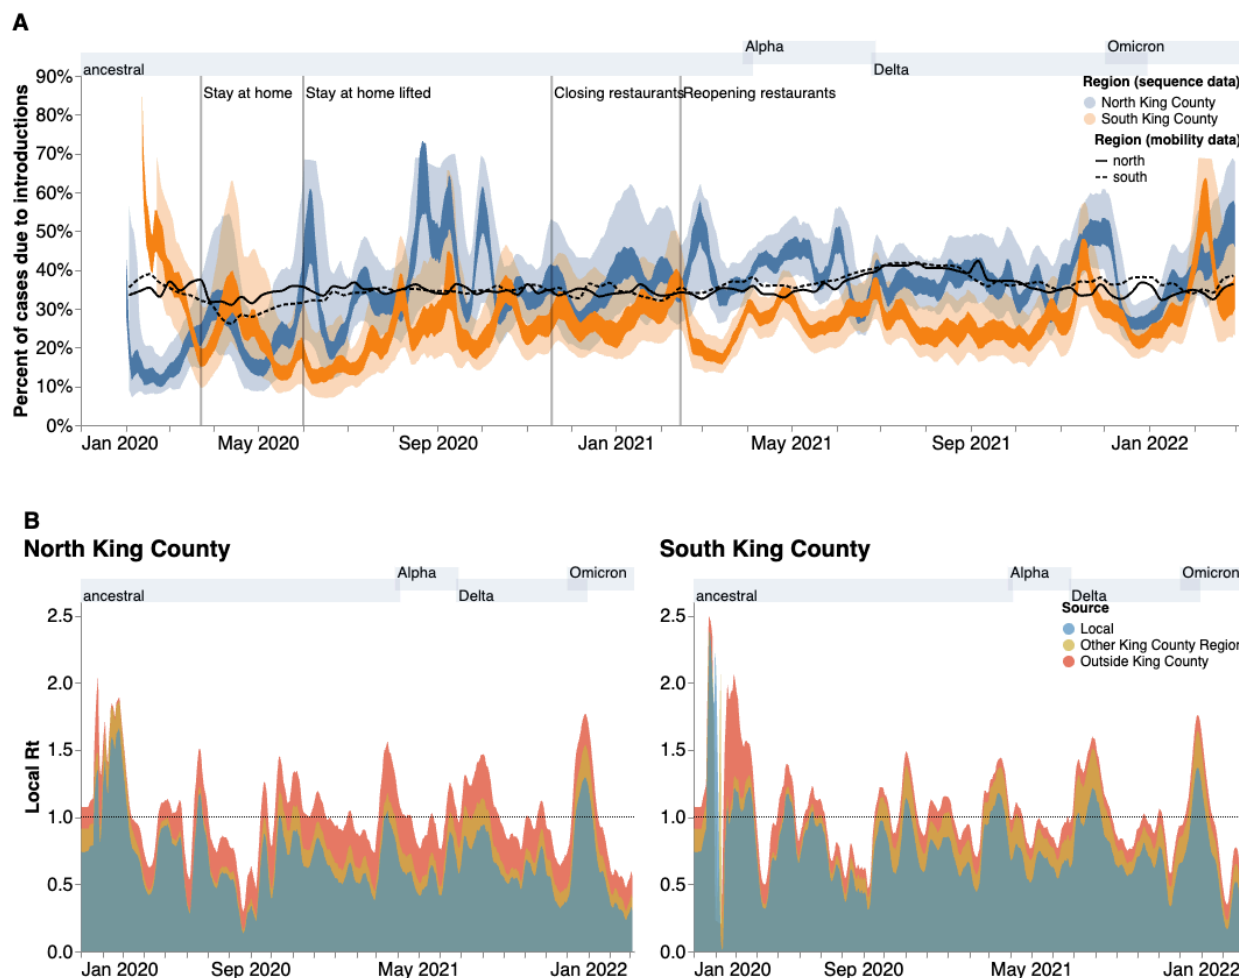 A
Alpha
Omicron
ancestral
Delta
90%
80%
70%
60%
50%
40%
30%
20%
10%
0%
Percent of cases due to introductions
Stay at home
Stay at home lifted
Closing restaurants
Reopening restaurants
Region (sequence data)
North King County
South King County
Region (mobility data)
north
south
Jan 2020
May 2020
Sep 2020
Jan 2021
May 2021
Sep 2021
Jan 2022
B
North King County
Alpha
Omicron
ancestral
Delta
2.5
2.0
1.5
1.0
0.5
0.0
Local Rt
Jan 2020
Sep 2020
May 2021
Jan 2022
South King County
Alpha
Omicron
ancestral
Delta
2.5
2.0
1.5
1.0
0.5
0.0
Source
Local
Other King County Region
Outside King County
Jan 2020
Sep 2020
May 2021
Jan 2022